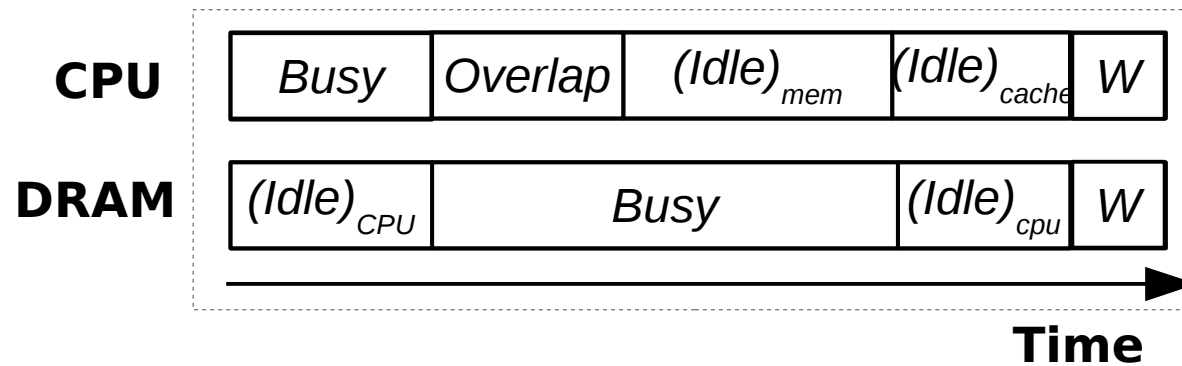 CPU Busy Overlap (Idle)mem (Idle)cache W
DRAM (Idle)CPU Busy (Idle)cpu W
Time